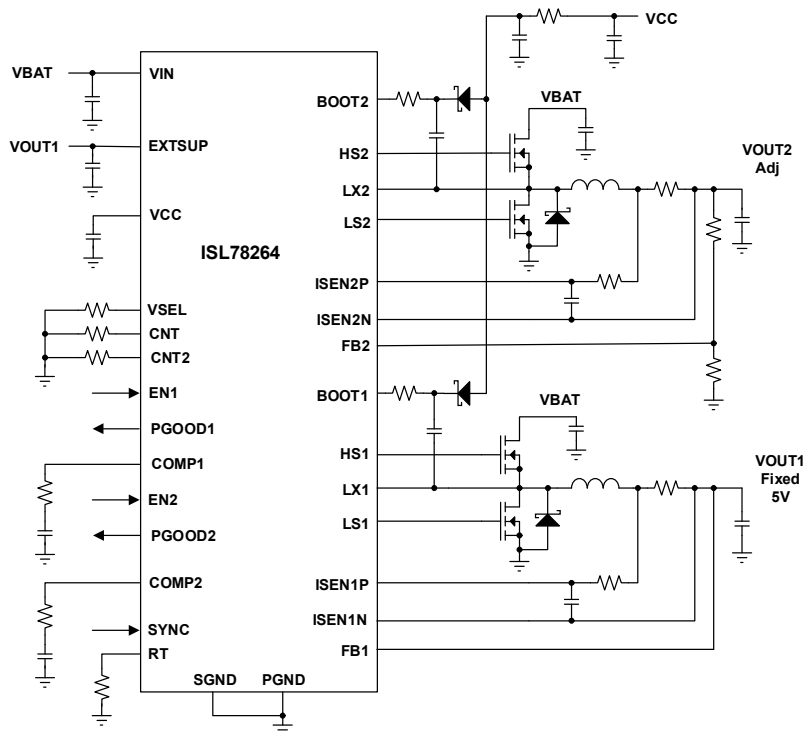 VCC
VBAT
VIN
BOOT2
VBAT
VOUT1
EXTSUP
HS2
VOUT2
Adj
LX2
VCC
LS2
ISL78264
ISEN2P
VSEL
ISEN2N
CNT
FB2
CNT2
EN1
BOOT1
VBAT
PGOOD1
HS1
COMP1
VOUT1
Fixed
5V
LX1
EN2
LS1
PGOOD2
COMP2
ISEN1P
SYNC
ISEN1N
RT
FB1
SGND
PGND